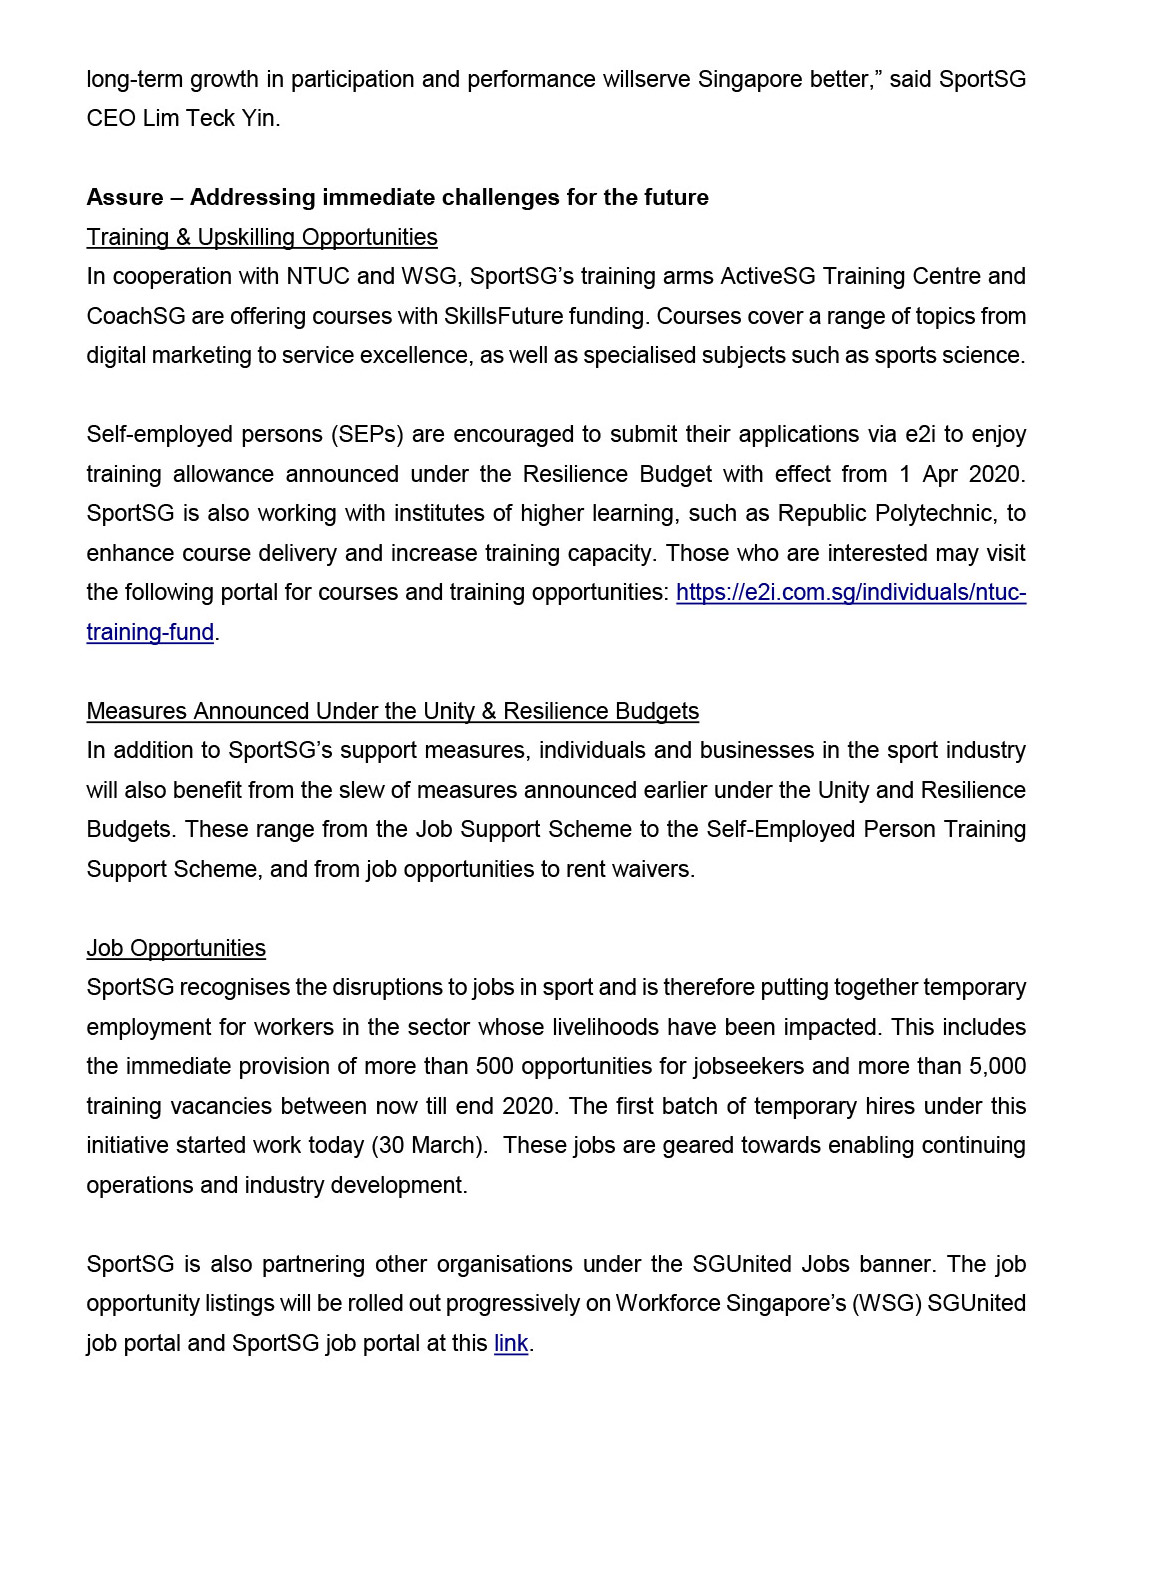 long-term growth in participation and performance willserve Singapore better,” said SportSG
CEO Lim Teck Yin.
Assure – Addressing immediate challenges for the future
Training & Upskilling Opportunities
In cooperation with NTUC and WSG, SportSG’s training arms ActiveSG Training Centre and
CoachSG are offering courses with SkillsFuture funding. Courses cover a range of topics from
digital marketing to service excellence, as well as specialised subjects such as sports science.
Self-employed persons (SEPs) are encouraged to submit their applications via e2i to enjoy
training allowance announced under the Resilience Budget with effect from 1 Apr 2020.
SportSG is also working with institutes of higher learning, such as Republic Polytechnic, to
enhance course delivery and increase training capacity. Those who are interested may visit
the following portal for courses and training opportunities: https://e2i.com.sg/individuals/ntuc-
training-fund.
Measures Announced Under the Unity & Resilience Budgets
In addition to SportSG’s support measures, individuals and businesses in the sport industry
will also benefit from the slew of measures announced earlier under the Unity and Resilience
Budgets. These range from the Job Support Scheme to the Self-Employed Person Training
Support Scheme, and from job opportunities to rent waivers.
Job Opportunities
SportSG recognises the disruptions to jobs in sport and is therefore putting together temporary
employment for workers in the sector whose livelihoods have been impacted. This includes
the immediate provision of more than 500 opportunities for jobseekers and more than 5,000
training vacancies between now till end 2020. The first batch of temporary hires under this
initiative started work today (30 March).  These jobs are geared towards enabling continuing
operations and industry development.
SportSG is also partnering other organisations under the SGUnited Jobs banner. The job
opportunity listings will be rolled out progressively on Workforce Singapore’s (WSG) SGUnited
job portal and SportSG job portal at this link.